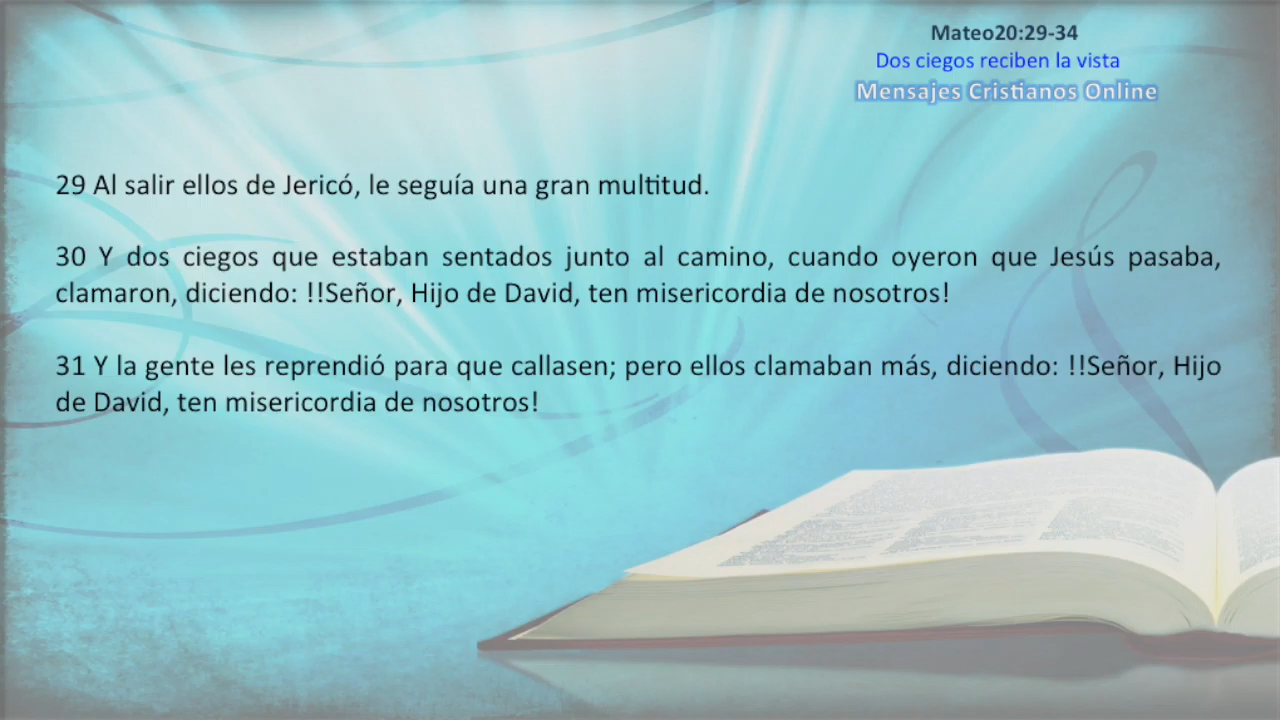 Mateo20:29-34
Dos ciegos reciben la vista
Mensajes Cristianos Online
29 Al salir ellos de Jericó, le seguía una gran multitud.
30 Y dos ciegos que estaban sentados junto al camino, cuando oyeron que Jesús pasaba,
clamaron, diciendo: !!Señor, Hijo de David, ten misericordia de nosotros!
31 Y la gente les reprendió para que callasen; pero ellos clamaban más, diciendo: !!Señor, Hijo
de David, ten misericordia de nosotros!